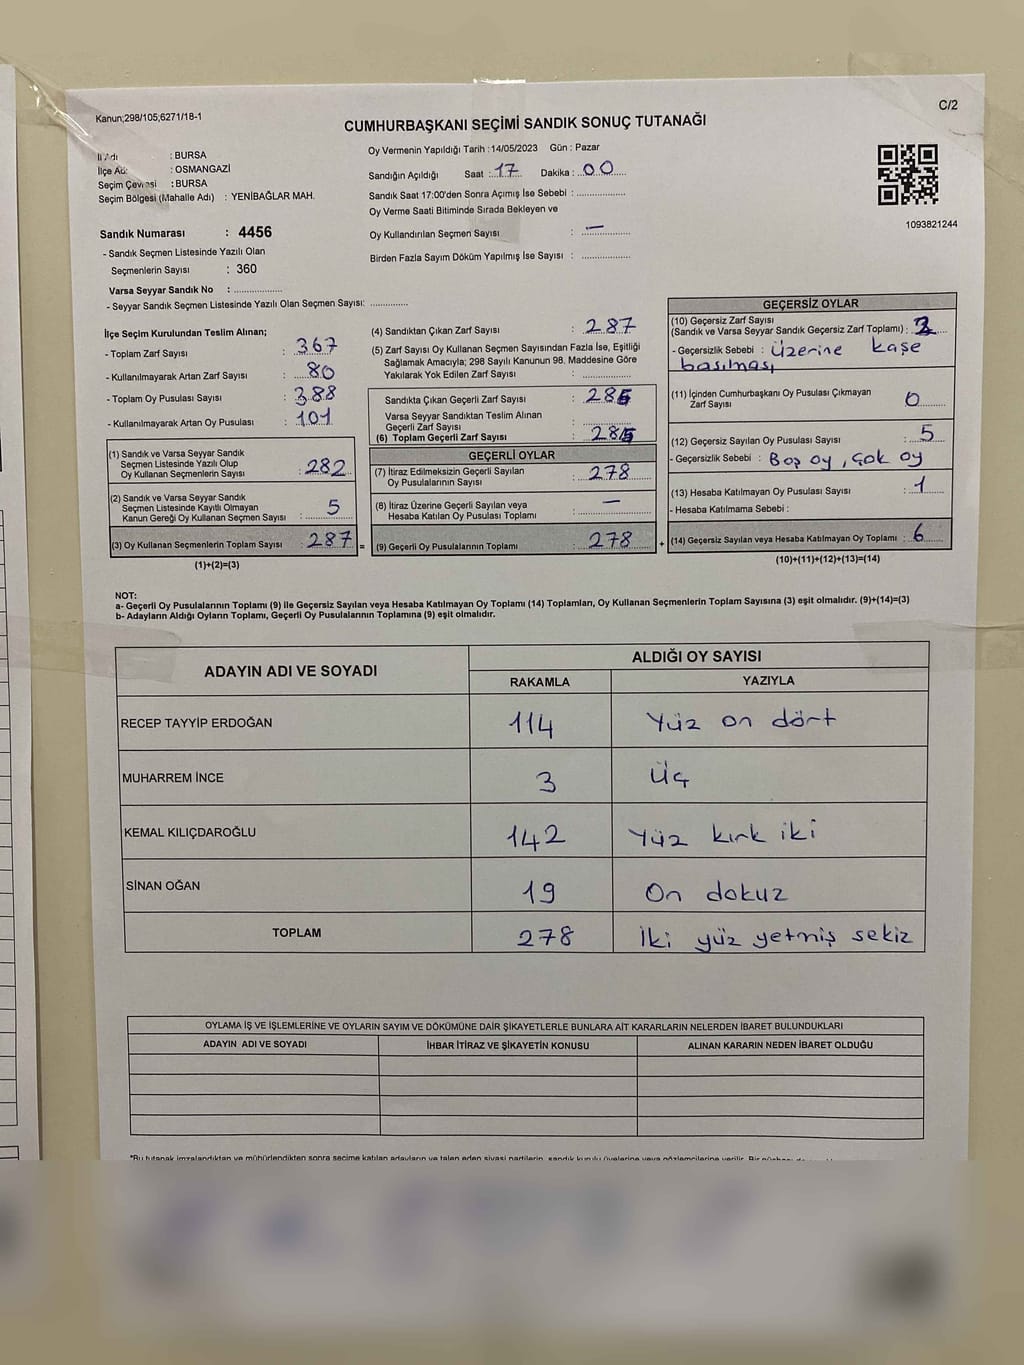 Kanun;298/105;6271/18-1
C/2
CUMHURBAŞKANI SEÇİMİ SANDIK SONUÇ TUTANAĞI
: BURSA
: OSMANGAZİ
Seçim Çevresi : BURSA
Seçim Bölgesi (Mahalle Adı) : YENİBAĞLAR MAH.
Sandık Numarası : 4456
- Sandık Seçmen Listesinde Yazılı Olan
Seçmenlerin Sayısı : 360
Varsa Seyyar Sandık No : ..............
- Seyyar Sandık Seçmen Listesinde Yazılı Olan Seçmen Sayısı: ............
Oy Vermenin Yapıldığı Tarih :14/05/2023 Gün : Pazar
Sandığın Açıldığı Saat : 17 Dakika : 00
Sandık Saat 17:00'den Sonra Açımış İse Sebebi : ..............
Oy Verme Saati Bitiminde Sırada Bekleyen ve
Oy Kullandırılan Seçmen Sayısı : —
Birden Fazla Sayım Döküm Yapılmış İse Sayısı : ..............
1093821244
İlçe Seçim Kurulundan Teslim Alınan;
- Toplam Zarf Sayısı : 367
- Kullanılmayarak Artan Zarf Sayısı : 80
- Toplam Oy Pusulası Sayısı : 388
- Kullanılmayarak Artan Oy Pusulası : 101
(1) Sandık ve Varsa Seyyar Sandık
Seçmen Listesinde Yazılı Olup
Oy Kullanan Seçmenlerin Sayısı : 282
(2) Sandık ve Varsa Seyyar Sandık
Seçmen Listesinde Kayıtlı Olmayan
Kanun Gereği Oy Kullanan Seçmen Sayısı : 5
(3) Oy Kullanan Seçmenlerin Toplam Sayısı : 287 =
(1)+(2)=(3)
(4) Sandıktan Çıkan Zarf Sayısı : 287
(5) Zarf Sayısı Oy Kullanan Seçmen Sayısından Fazla İse, Eşitliği
Sağlamak Amacıyla; 298 Sayılı Kanunun 98. Maddesine Göre
Yakılarak Yok Edilen Zarf Sayısı : ..............
Sandıkta Çıkan Geçerli Zarf Sayısı :
Varsa Seyyar Sandıktan Teslim Alınan
Geçerli Zarf Sayısı : ..............
(6) Toplam Geçerli Zarf Sayısı :
GEÇERLİ OYLAR
(7) İtiraz Edilmeksizin Geçerli Sayılan
Oy Pusulalarının Sayısı : 278
(8) İtiraz Üzerine Geçerli Sayılan veya
Hesaba Katılan Oy Pusulası Toplamı : —
(9) Geçerli Oy Pusulalarının Toplamı : 278 +
GEÇERSİZ OYLAR
(10) Geçersiz Zarf Sayısı
(Sandık ve Varsa Seyyar Sandık Geçersiz Zarf Toplamı) :
- Geçersizlik Sebebi : Üzerine kaşe
basılması
(11) İçinden Cumhurbaşkanı Oy Pusulası Çıkmayan
Zarf Sayısı : 0
(12) Geçersiz Sayılan Oy Pusulası Sayısı : 5
- Geçersizlik Sebebi : Boş oy, çok oy
(13) Hesaba Katılmayan Oy Pusulası Sayısı : 1
- Hesaba Katılmama Sebebi :
(14) Geçersiz Sayılan veya Hesaba Katılmayan Oy Toplamı : 6
(10)+(11)+(12)+(13)=(14)
NOT:
a- Geçerli Oy Pusulalarının Toplamı (9) ile Geçersiz Sayılan veya Hesaba Katılmayan Oy Toplamı (14) Toplamları, Oy Kullanan Seçmenlerin Toplam Sayısına (3) eşit olmalıdır. (9)+(14)=(3)
b- Adayların Aldığı Oyların Toplamı, Geçerli Oy Pusulalarının Toplamına (9) eşit olmalıdır.
ADAYIN ADI VE SOYADI
ALDIĞI OY SAYISI
RAKAMLA YAZIYLA
RECEP TAYYİP ERDOĞAN 114 Yüz on dört
MUHARREM İNCE 3 Üç
KEMAL KILIÇDAROĞLU 142 Yüz kırk iki
SİNAN OĞAN 19 On dokuz
TOPLAM 278 İki yüz yetmiş sekiz
OYLAMA İŞ VE İŞLEMLERİNE VE OYLARIN SAYIM VE DÖKÜMÜNE DAİR ŞİKAYETLERLE BUNLARA AİT KARARLARIN NELERDEN İBARET BULUNDUKLARI
ADAYIN ADI VE SOYADI İHBAR İTİRAZ VE ŞİKAYETİN KONUSU ALINAN KARARIN NEDEN İBARET OLDUĞU
*Bu tutanak imzalandıktan ve mühürlendikten sonra seçime katılan adayların ve talep eden siyasi partilerin, sandık kurulu üyelerine veya gözlemcilerine verilir. Bir